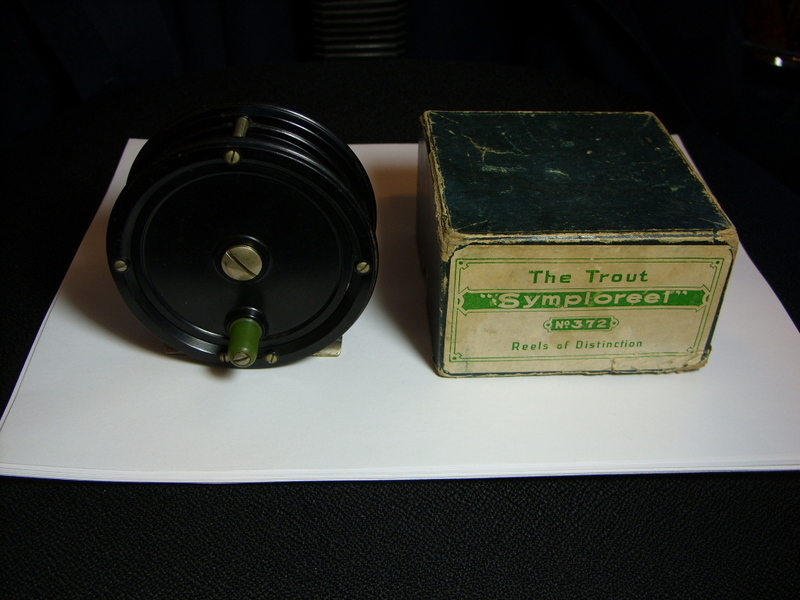 The Trout
"Symploreel"
No 372
Reels of Distinction